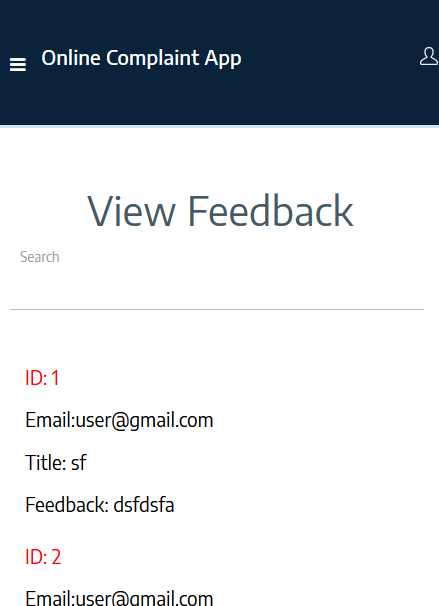 Online Complaint App
View Feedback
Search
ID: 1
Email:user@gmail.com
Title: sf
Feedback: dsfdsfa
ID: 2
Email:user@gmail.com